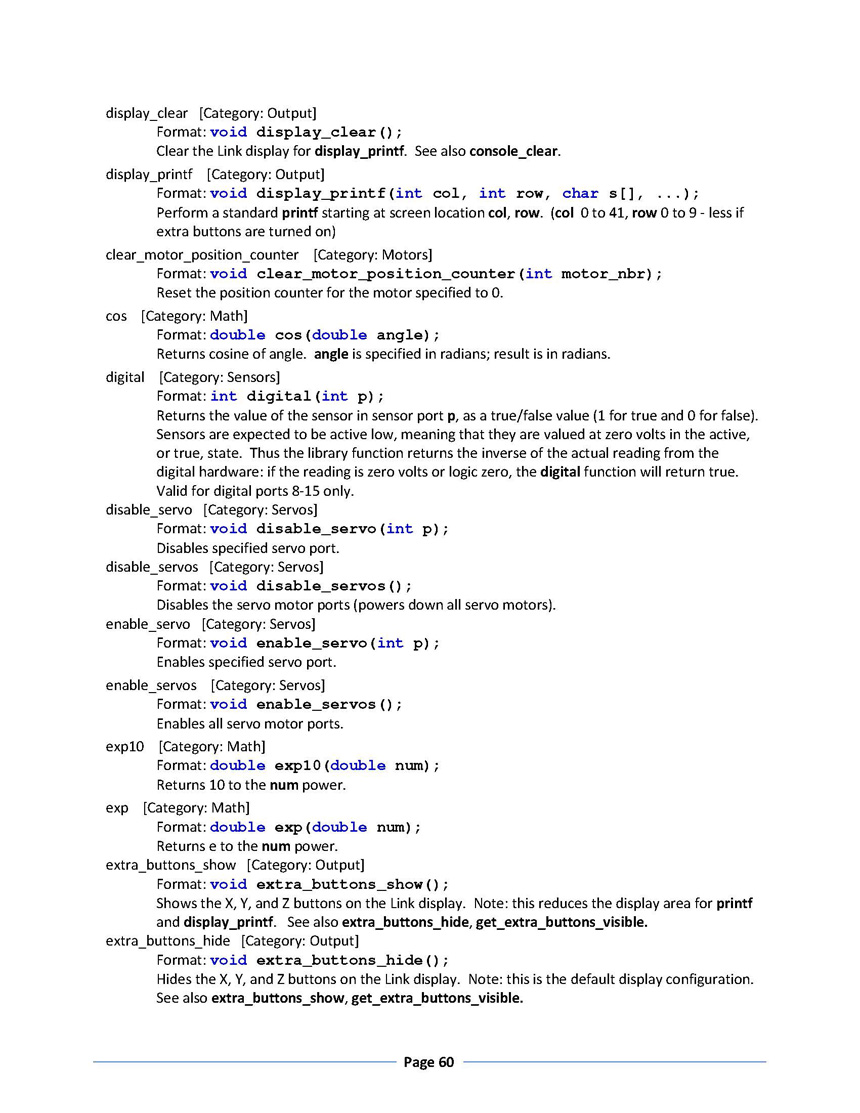 display_clear [Category: Output]
Format: void display_clear();
Clear the Link display for display_printf. See also console_clear.
display_printf [Category: Output]
Format: void display_printf(int col, int row, char s[], ...);
Perform a standard printf starting at screen location col, row. (col 0 to 41, row 0 to 9 - less if
extra buttons are turned on)
clear_motor_position_counter [Category: Motors]
Format: void clear_motor_position_counter(int motor_nbr);
Reset the position counter for the motor specified to 0.
cos [Category: Math]
Format: double cos(double angle);
Returns cosine of angle. angle is specified in radians; result is in radians.
digital [Category: Sensors]
Format: int digital(int p);
Returns the value of the sensor in sensor port p, as a true/false value (1 for true and 0 for false).
Sensors are expected to be active low, meaning that they are valued at zero volts in the active,
or true, state. Thus the library function returns the inverse of the actual reading from the
digital hardware: if the reading is zero volts or logic zero, the digital function will return true.
Valid for digital ports 8-15 only.
disable_servo [Category: Servos]
Format: void disable_servo(int p);
Disables specified servo port.
disable_servos [Category: Servos]
Format: void disable_servos();
Disables the servo motor ports (powers down all servo motors).
enable_servo [Category: Servos]
Format: void enable_servo(int p);
Enables specified servo port.
enable_servos [Category: Servos]
Format: void enable_servos();
Enables all servo motor ports.
exp10 [Category: Math]
Format: double exp10(double num);
Returns 10 to the num power.
exp [Category: Math]
Format: double exp(double num);
Returns e to the num power.
extra_buttons_show [Category: Output]
Format: void extra_buttons_show();
Shows the X, Y, and Z buttons on the Link display. Note: this reduces the display area for printf
and display_printf. See also extra_buttons_hide, get_extra_buttons_visible.
extra_buttons_hide [Category: Output]
Format: void extra_buttons_hide();
Hides the X, Y, and Z buttons on the Link display. Note: this is the default display configuration.
See also extra_buttons_show, get_extra_buttons_visible.
Page 60